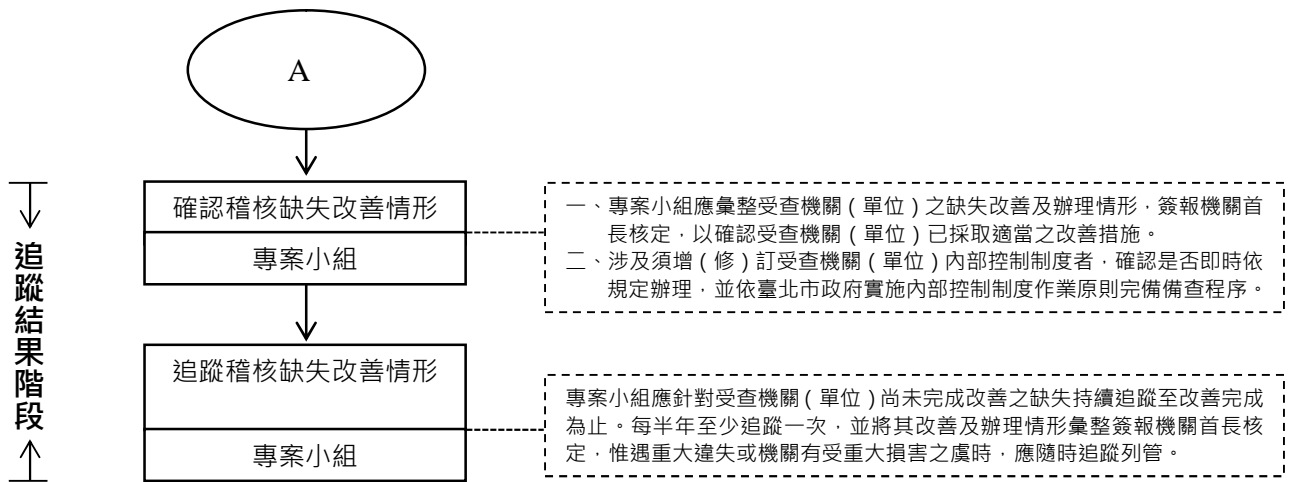 A
追蹤結果階段
確認稽核缺失改善情形
專案小組
一、專案小組應彙整受查機關(單位)之缺失改善及辦理情形,簽報機關首
長核定,以確認受查機關(單位)已採取適當之改善措施。
二、涉及須增(修)訂受查機關(單位)內部控制制度者,確認是否即時依
規定辦理,並依臺北市政府實施內部控制制度作業原則完備備查程序。
追蹤稽核缺失改善情形
專案小組
專案小組應針對受查機關(單位)尚未完成改善之缺失持續追蹤至改善完成
為止。每半年至少追蹤一次,並將其改善及辦理情形彙整簽報機關首長核
定,惟遇重大違失或機關有受重大損害之虞時,應隨時追蹤列管。